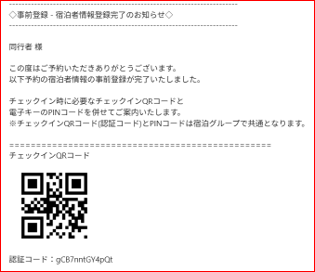 ------------------------------------------------------------
◇事前登録 - 宿泊者情報登録完了のお知らせ◇
------------------------------------------------------------
同行者 様
この度はご予約いただきありがとうございます。
以下予約の宿泊者情報の事前登録が完了いたしました。
チェックイン時に必要なチェックインQRコードと
電子キーのPINコードを併せてご案内いたします。
※チェックインQRコード(認証コード)とPINコードは宿泊グループで共通となります。
================================================
チェックインQRコード
認証コード：gCB7nntGY4pQt